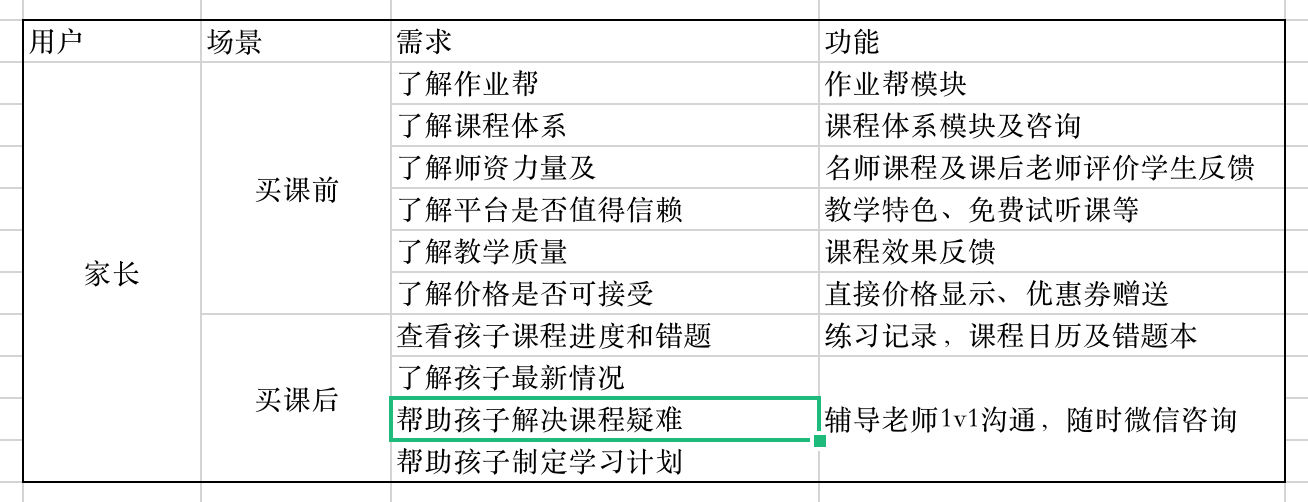 用户 场景 需求 功能
了解作业帮 作业帮模块
了解课程体系 课程体系模块及咨询
了解师资力量及 名师课程及课后老师评价学生反馈
买课前
了解平台是否值得信赖 教学特色、免费试听课等
了解教学质量 课程效果反馈
家长
了解价格是否可接受 直接价格显示、优惠券赠送
查看孩子课程进度和错题 练习记录，课程日历及错题本
了解孩子最新情况
买课后
帮助孩子解决课程疑难 辅导老师1v1沟通，随时微信咨询
帮助孩子制定学习计划